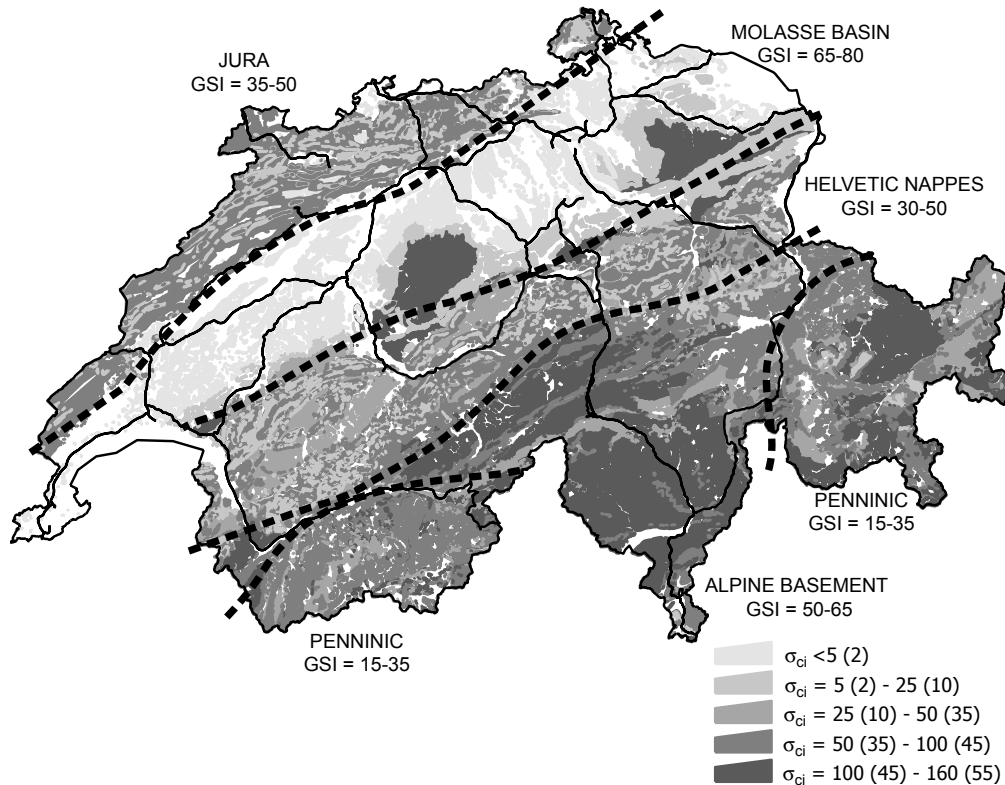 MOLASSE BASIN
GSI = 65-80
JURA
GSI = 35-50
HELVETIC NAPPES
GSI = 30-50
PENNINIC
GSI = 15-35
ALPINE BASEMENT
GSI = 50-65
PENNINIC
GSI = 15-35
σci <5 (2)
σci = 5 (2) - 25 (10)
σci = 25 (10) - 50 (35)
σci = 50 (35) - 100 (45)
σci = 100 (45) - 160 (55)